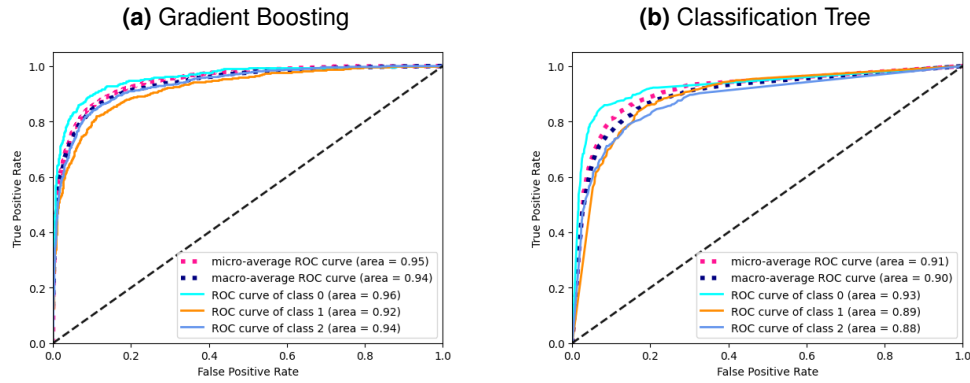 (a) Gradient Boosting
1.0
0.8
0.6
0.4
0.2
0.0
True Positive Rate
micro-average ROC curve (area = 0.95)
macro-average ROC curve (area = 0.94)
ROC curve of class 0 (area = 0.96)
ROC curve of class 1 (area = 0.92)
ROC curve of class 2 (area = 0.94)
0.0 0.2 0.4 0.6 0.8 1.0
False Positive Rate
(b) Classification Tree
1.0
0.8
0.6
0.4
0.2
0.0
True Positive Rate
micro-average ROC curve (area = 0.91)
macro-average ROC curve (area = 0.90)
ROC curve of class 0 (area = 0.93)
ROC curve of class 1 (area = 0.89)
ROC curve of class 2 (area = 0.88)
0.0 0.2 0.4 0.6 0.8 1.0
False Positive Rate